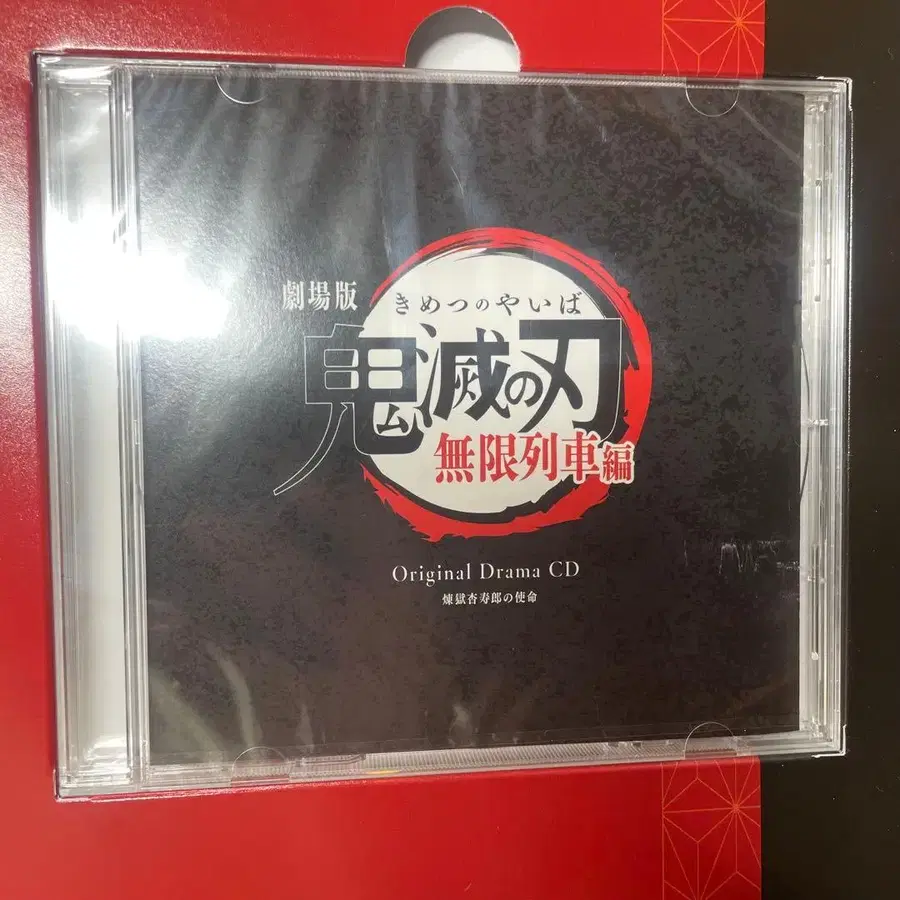 劇場版
きめつのやいば
鬼滅の刃
無限列車編
Original Drama CD
煉獄杏寿郎の使命